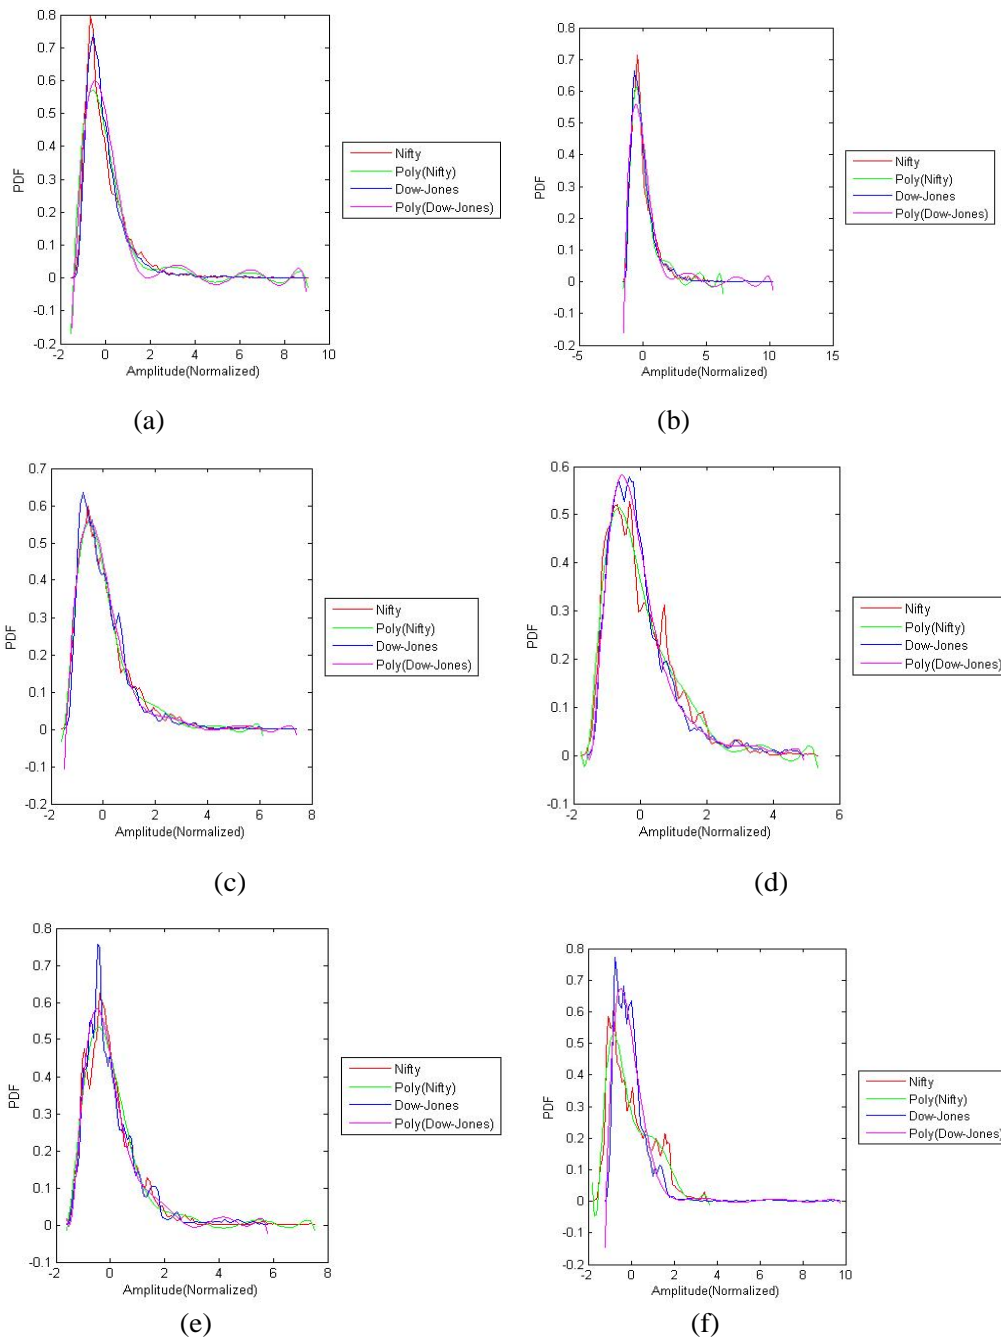 0.8
0.7
0.6
0.5
0.4
0.3
0.2
0.1
0
-0.1
-0.2
PDF
-2 0 2 4 6 8 10
Amplitude(Normalized)
Nifty
Poly(Nifty)
Dow-Jones
Poly(Dow-Jones)
(a)
0.8
0.7
0.6
0.5
0.4
0.3
0.2
0.1
0
-0.1
-0.2
PDF
-5 0 5 10 15
Amplitude(Normalized)
Nifty
Poly(Nifty)
Dow-Jones
Poly(Dow-Jones)
(b)
0.7
0.6
0.5
0.4
0.3
0.2
0.1
0
-0.1
-0.2
PDF
-2 0 2 4 6 8
Amplitude(Normalized)
Nifty
Poly(Nifty)
Dow-Jones
Poly(Dow-Jones)
(c)
0.6
0.5
0.4
0.3
0.2
0.1
0
-0.1
PDF
-2 0 2 4 6
Amplitude(Normalized)
Nifty
Poly(Nifty)
Dow-Jones
Poly(Dow-Jones)
(d)
0.8
0.7
0.6
0.5
0.4
0.3
0.2
0.1
0
-0.1
PDF
-2 0 2 4 6 8
Amplitude(Normalized)
Nifty
Poly(Nifty)
Dow-Jones
Poly(Dow-Jones)
(e)
0.8
0.7
0.6
0.5
0.4
0.3
0.2
0.1
0
-0.1
-0.2
PDF
-2 0 2 4 6 8 10
Amplitude(Normalized)
Nifty
Poly(Nifty)
Dow-Jones
Poly(Dow-Jones)
(f)